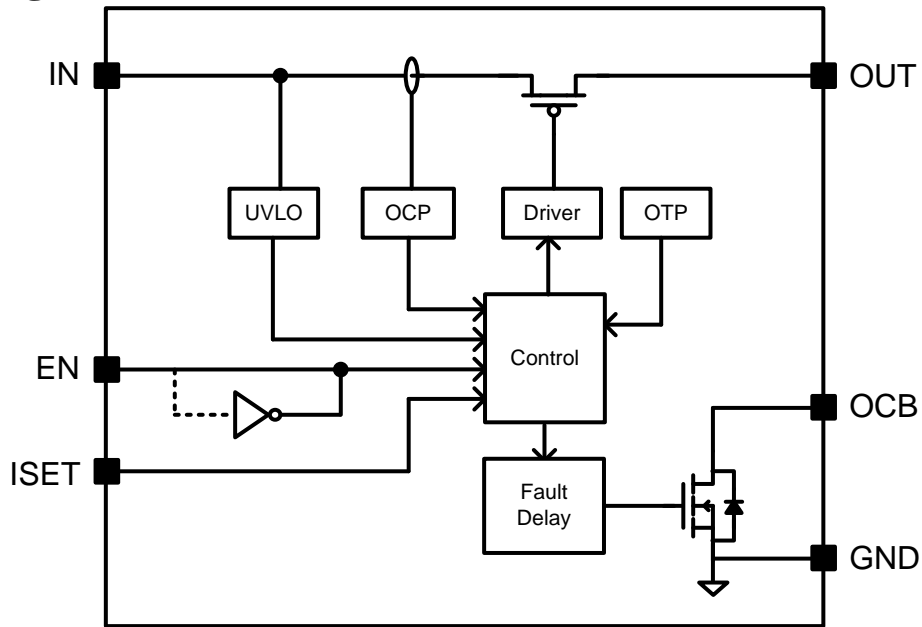 IN
OUT
UVLO
OCP
Driver
OTP
Control
EN
OCB
ISET
Fault
Delay
GND